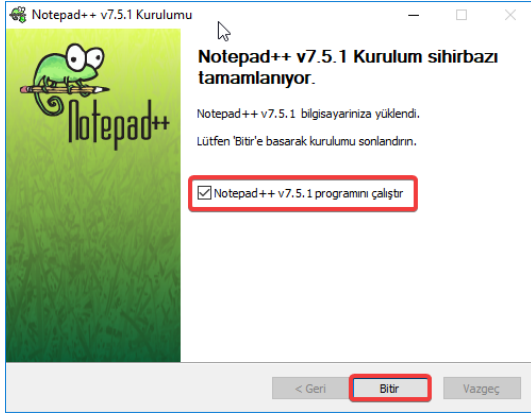 Notepad++ v7.5.1 Kurulumu
Notepad++
Notepad++ v7.5.1 Kurulum sihirbazı
tamamlanıyor.
Notepad++ v7.5.1 bilgisayariniza yüklendi.
Lütfen 'Bitir'e basarak kurulumu sonlandırın.
Notepad++ v7.5.1 programını çalıştır
< Geri
Bitir
Vazgeç